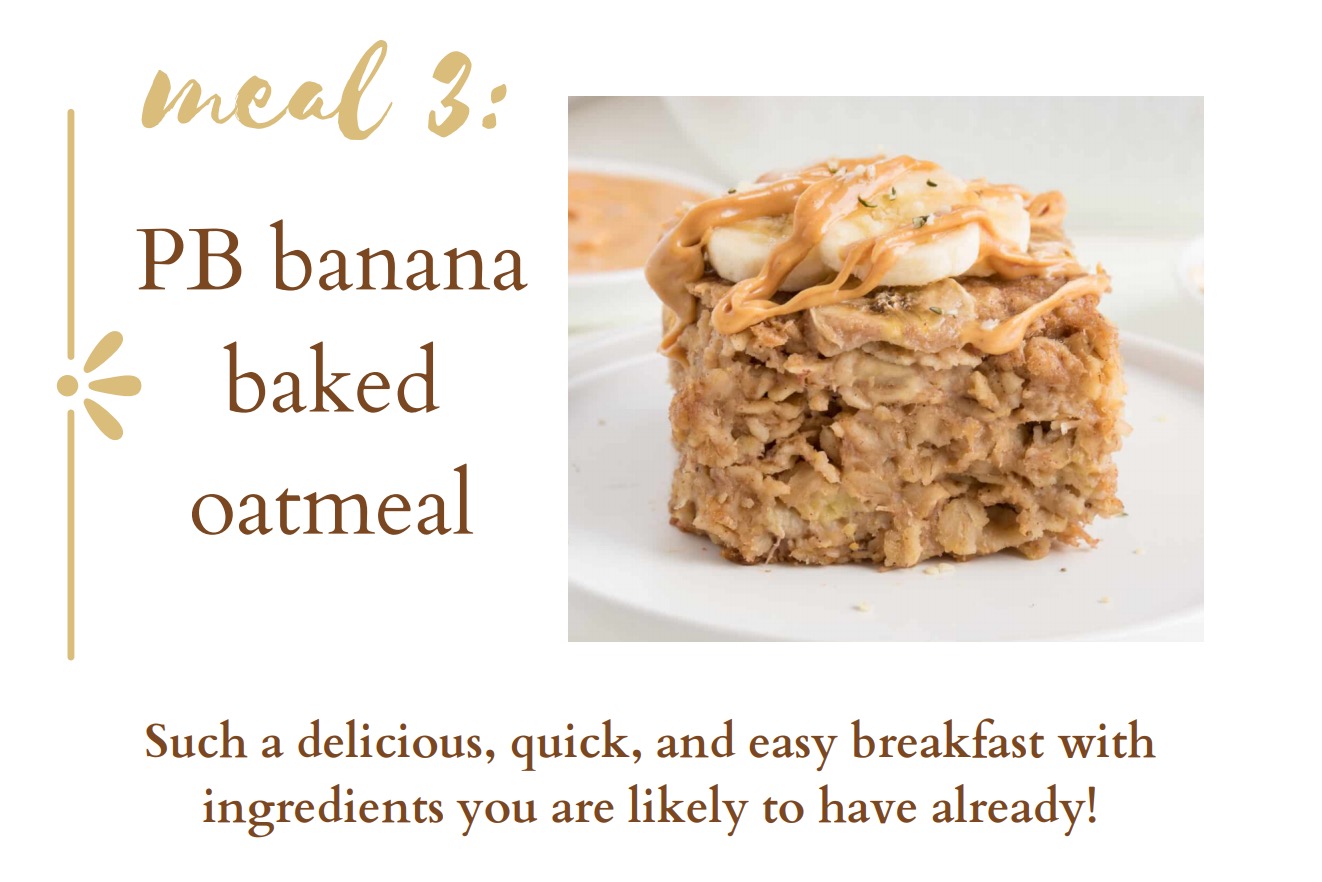 meal 3:
PB banana
baked
oatmeal
Such a delicious, quick, and easy breakfast with
ingredients you are likely to have already!